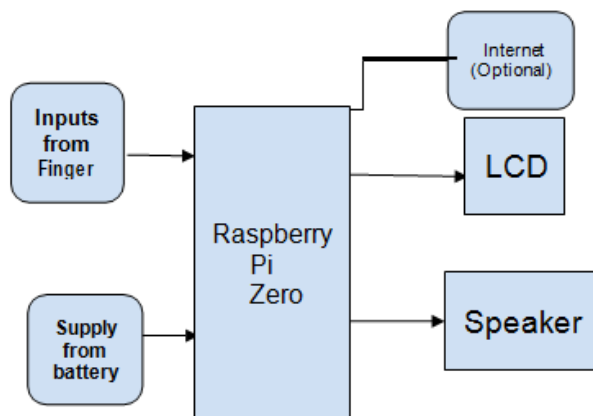 Inputs
from
Finger
Supply
from
battery
Raspberry
Pi
Zero
Internet
(Optional)
LCD
Speaker